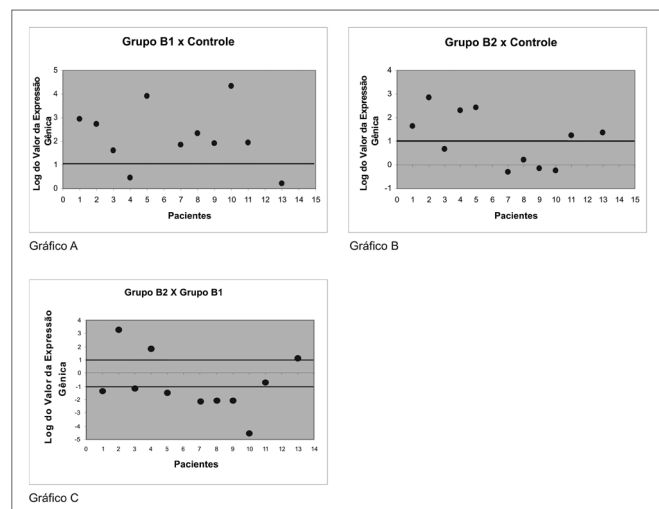 Grupo B1 x Controle
Log do Valor da Expressão
Gênica
5
4
3
2
1
0
0 1 2 3 4 5 6 7 8 9 10 11 12 13 14 15
Pacientes
Gráfico A
Grupo B2 x Controle
Log do Valor da Expressão
Gênica
4
3
2
1
0
-1
0 1 2 3 4 5 6 7 8 9 10 11 12 13 14 15
Pacientes
Gráfico B
Grupo B2 X Grupo B1
Log do Valor da Expressão
Gênica
4
3
2
1
0
-1
-2
-3
-4
-5
0 1 2 3 4 5 6 7 8 9 10 11 12 13 14
Pacientes
Gráfico C